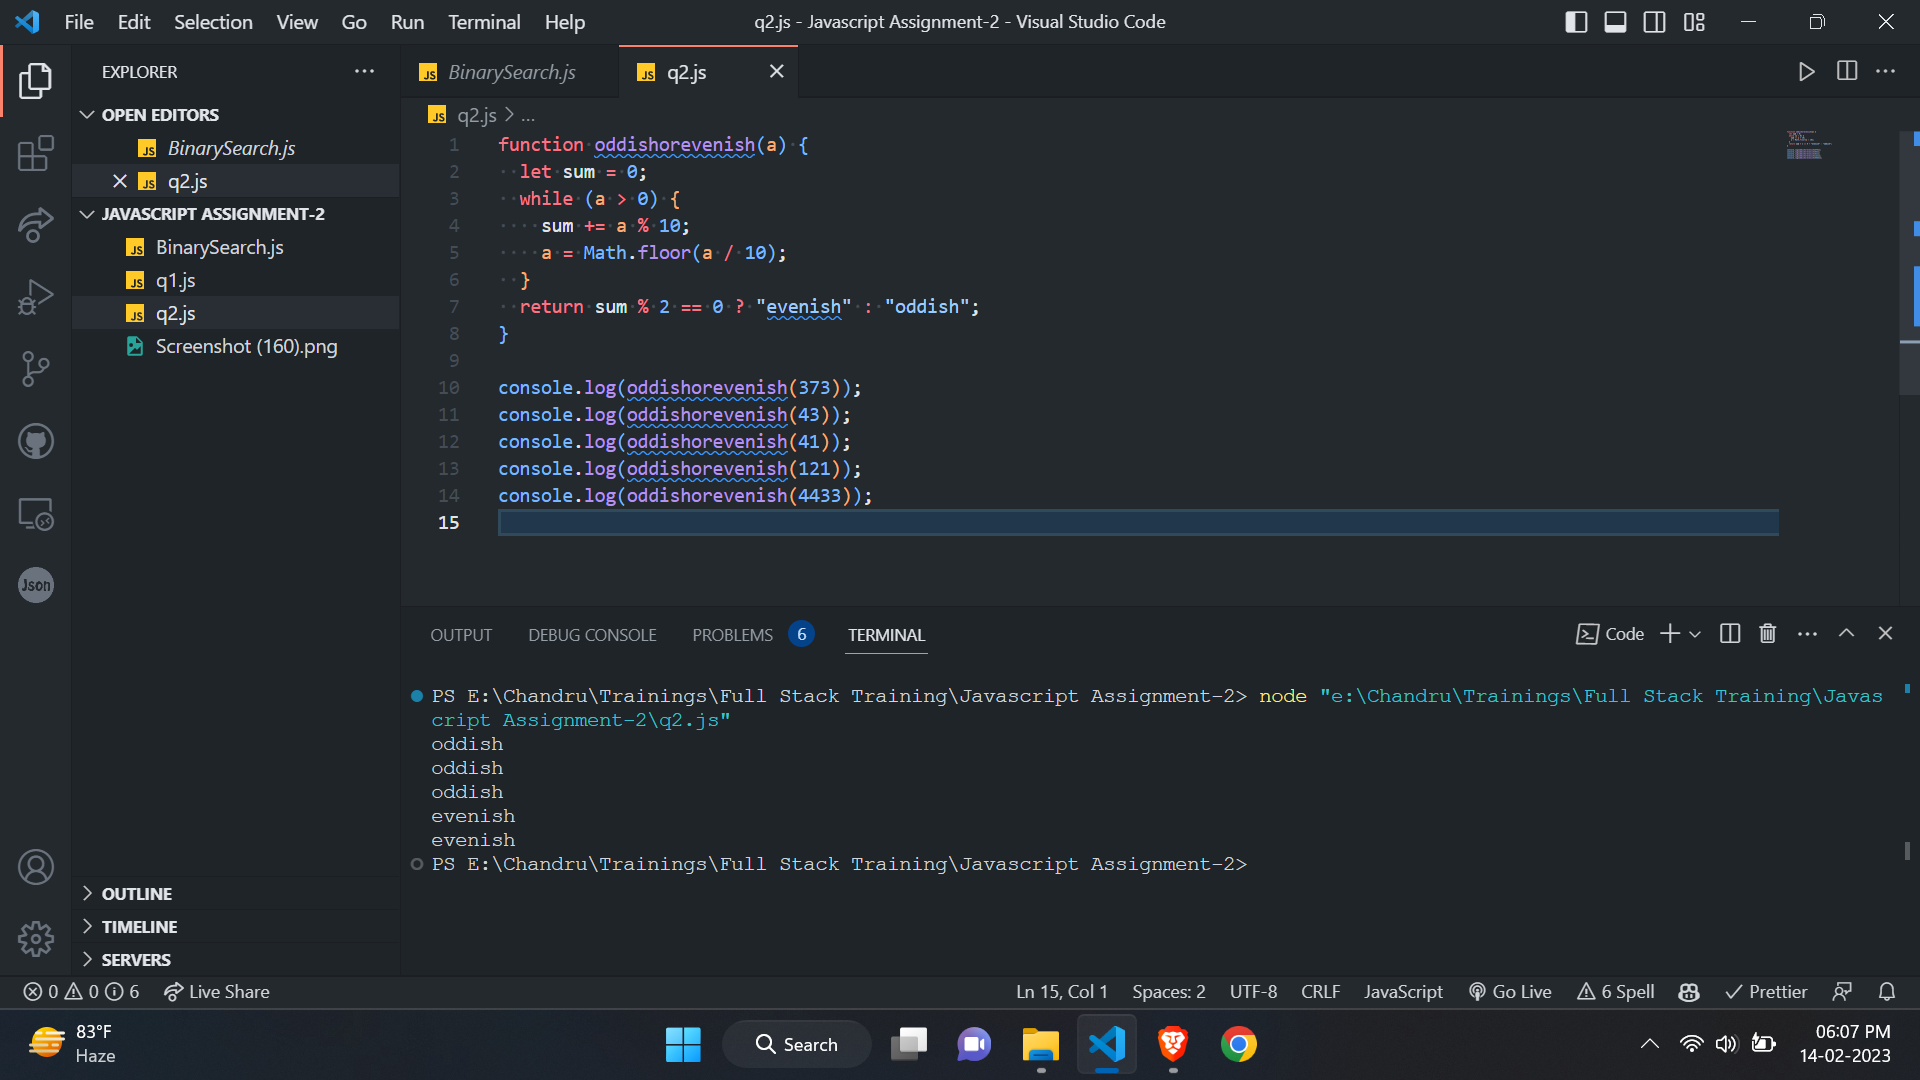 File Edit Selection View Go Run Terminal Help
q2.js - Javascript Assignment-2 - Visual Studio Code
EXPLORER
OPEN EDITORS
BinarySearch.js
q2.js
JAVASCRIPT ASSIGNMENT-2
BinarySearch.js
q1.js
q2.js
Screenshot (160).png
OUTLINE
TIMELINE
SERVERS
Json
JS BinarySearch.js
JS q2.js
JS q2.js > ...
1 function oddishorevenish(a) {
2   let sum = 0;
3   while (a > 0) {
4     sum += a % 10;
5     a = Math.floor(a / 10);
6   }
7   return sum % 2 == 0 ? "evenish" : "oddish";
8 }
9
10 console.log(oddishorevenish(373));
11 console.log(oddishorevenish(43));
12 console.log(oddishorevenish(41));
13 console.log(oddishorevenish(121));
14 console.log(oddishorevenish(4433));
15
OUTPUT DEBUG CONSOLE PROBLEMS 6 TERMINAL
Code
PS E:\Chandru\Trainings\Full Stack Training\Javascript Assignment-2> node "e:\Chandru\Trainings\Full Stack Training\Javas
cript Assignment-2\q2.js"
oddish
oddish
oddish
evenish
evenish
PS E:\Chandru\Trainings\Full Stack Training\Javascript Assignment-2>
0 0 6 Live Share
Ln 15, Col 1 Spaces: 2 UTF-8 CRLF JavaScript Go Live 6 Spell Prettier
83°F
Haze
Search
06:07 PM
14-02-2023